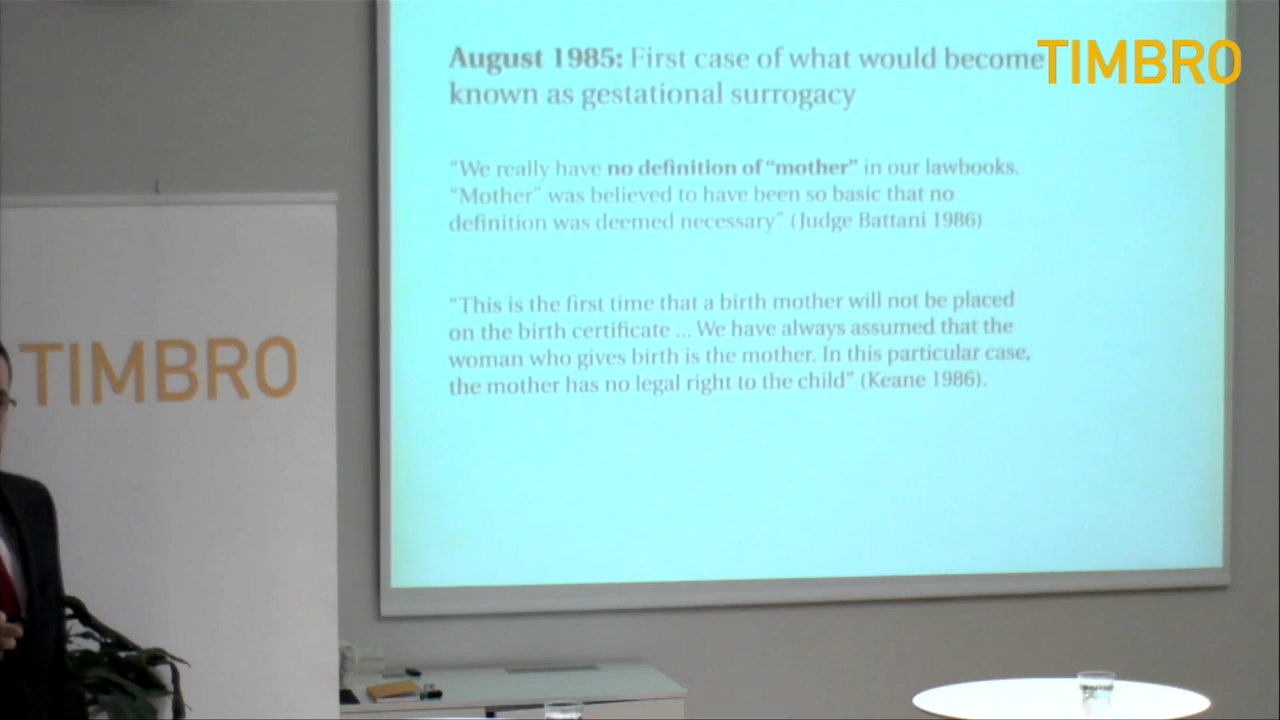 August 1985: First case of what would become
known as gestational surrogacy
TIMBRO
“We really have no definition of “mother” in our lawbooks.
“Mother” was believed to have been so basic that no
definition was deemed necessary” (Judge Battani 1986)
“This is the first time that a birth mother will not be placed
on the birth certificate ... We have always assumed that the
woman who gives birth is the mother. In this particular case,
the mother has no legal right to the child” (Keane 1986).
TIMBRO